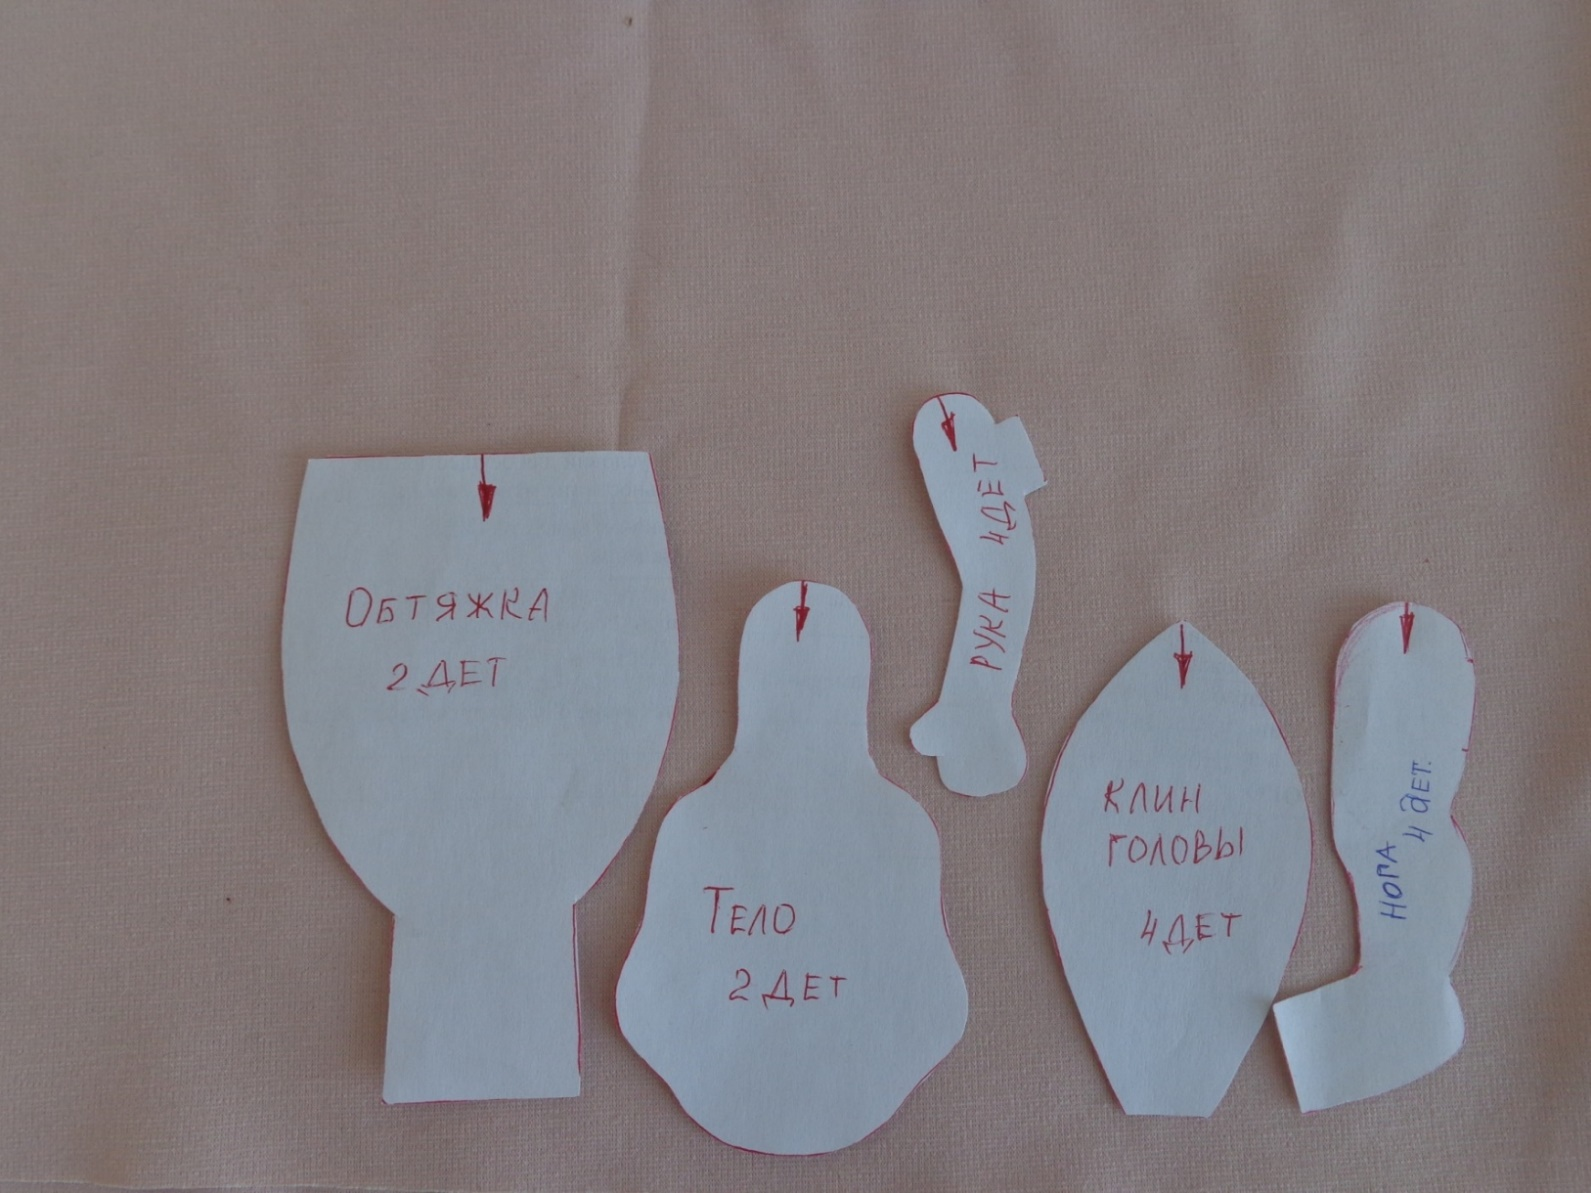 Обтяжка
2 дет
Тело
2 дет
Рука 4 дет
Клин
головы
4 дет
Нога
4 дет.